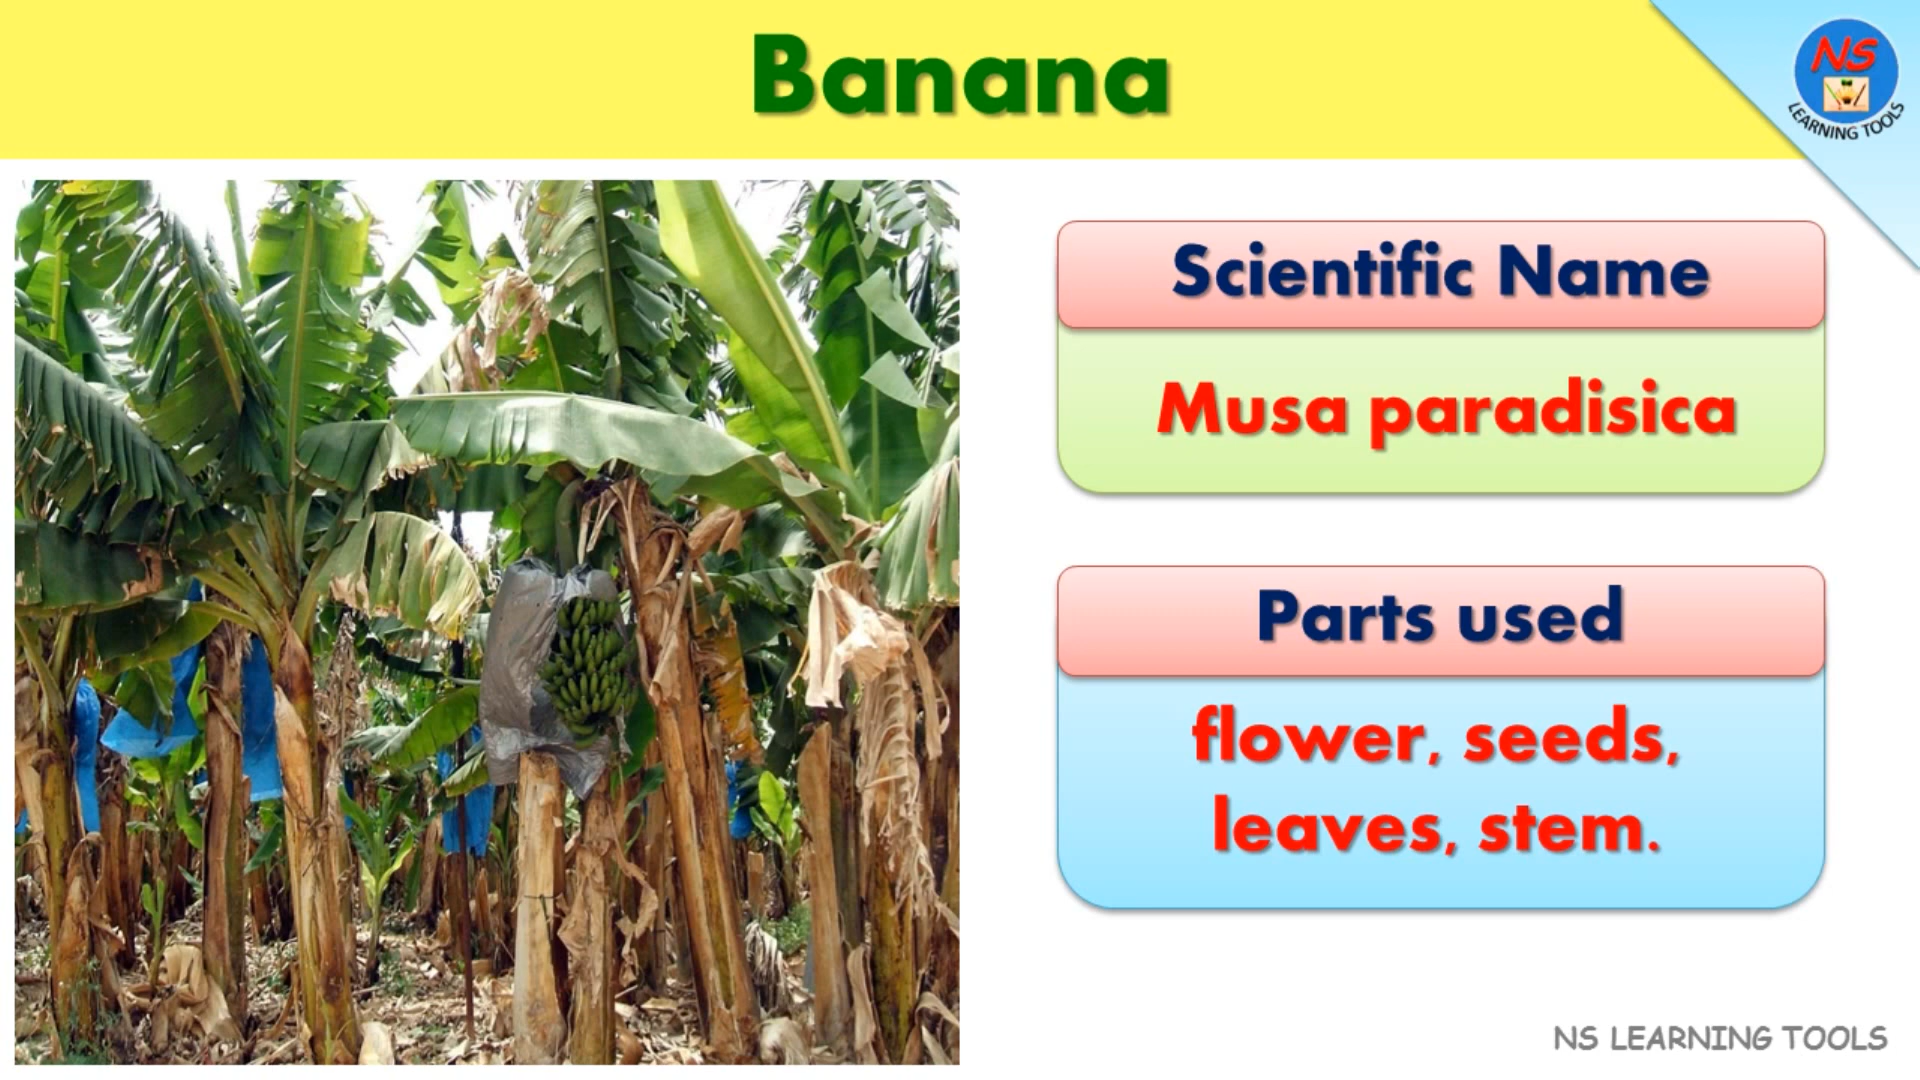 Banana
NS
LEARNING TOOLS
Scientific Name
Musa paradisica
Parts used
flower, seeds,
leaves, stem.
NS LEARNING TOOLS